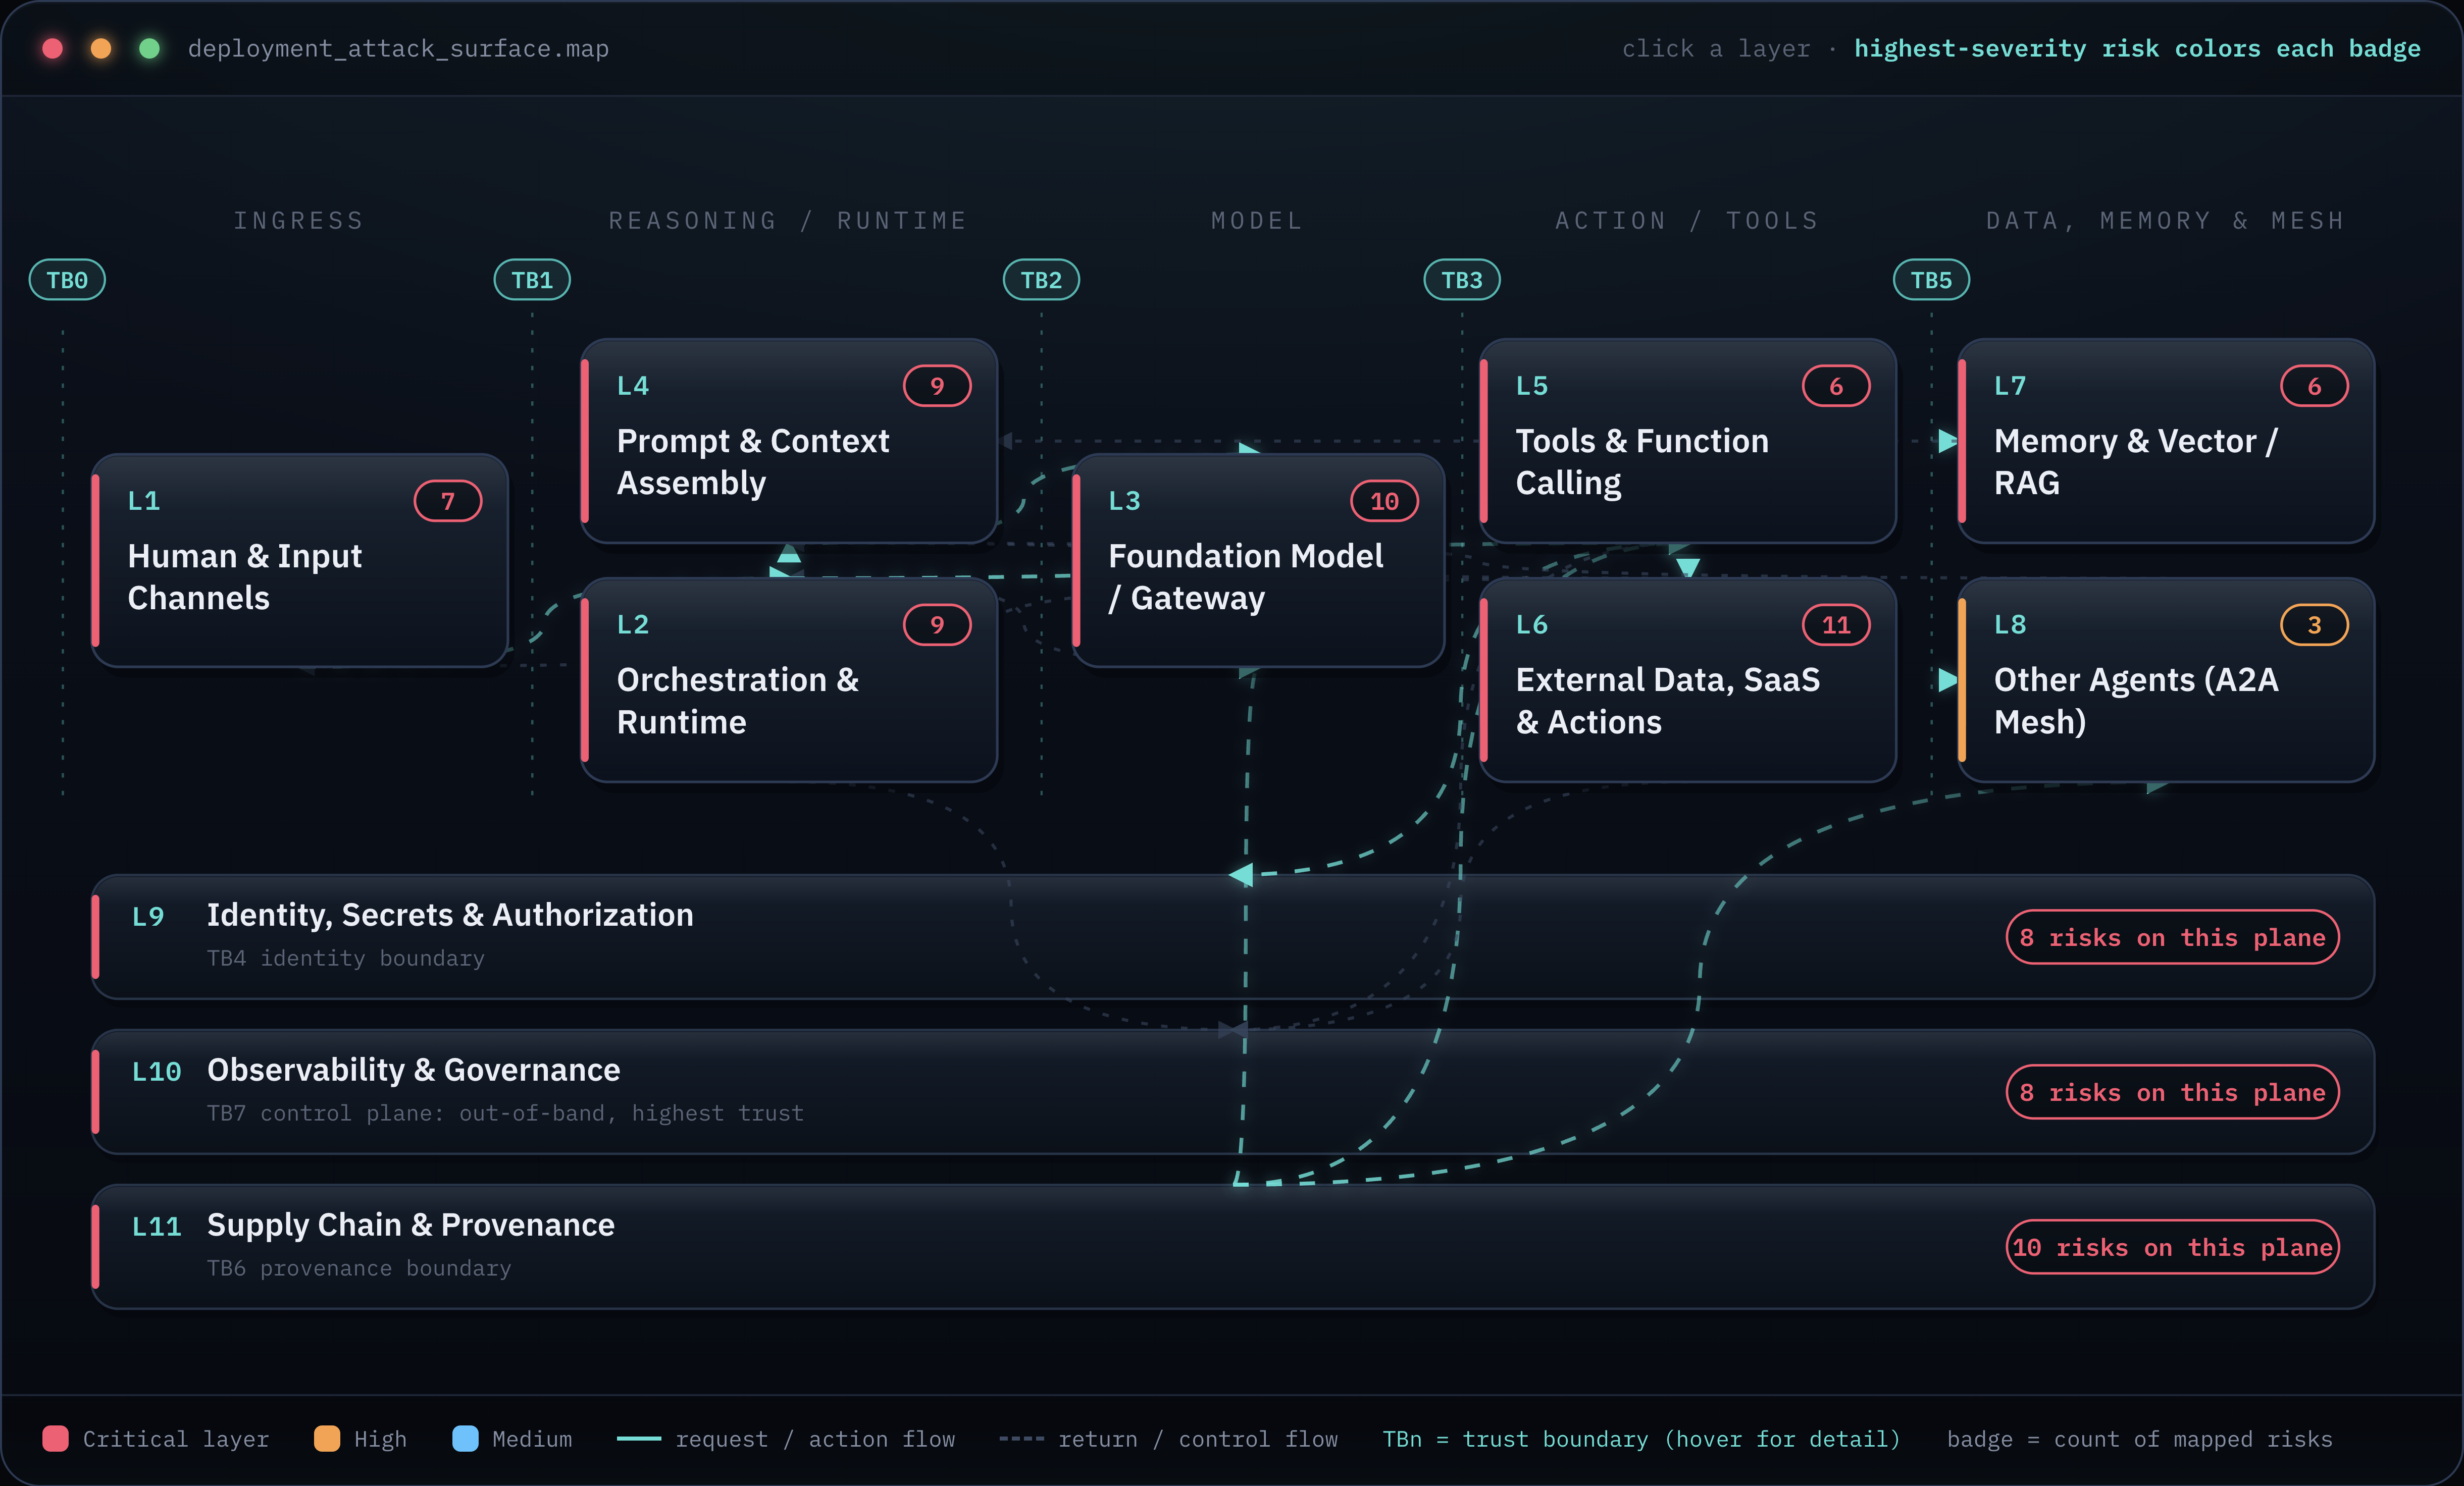 deployment_attack_surface.map
click a layer · highest-severity risk colors each badge
INGRESS
REASONING / RUNTIME
MODEL
ACTION / TOOLS
DATA, MEMORY & MESH
TB0
TB1
TB2
TB3
TB5
L1
7
Human & Input
Channels
L4
9
Prompt & Context
Assembly
L2
9
Orchestration &
Runtime
L3
10
Foundation Model
/ Gateway
L5
6
Tools & Function
Calling
L6
11
External Data, SaaS
& Actions
L7
6
Memory & Vector /
RAG
L8
3
Other Agents (A2A
Mesh)
L9
Identity, Secrets & Authorization
TB4 identity boundary
8 risks on this plane
L10
Observability & Governance
TB7 control plane: out-of-band, highest trust
8 risks on this plane
L11
Supply Chain & Provenance
TB6 provenance boundary
10 risks on this plane
Critical layer
High
Medium
request / action flow
return / control flow
TBn = trust boundary (hover for detail)
badge = count of mapped risks